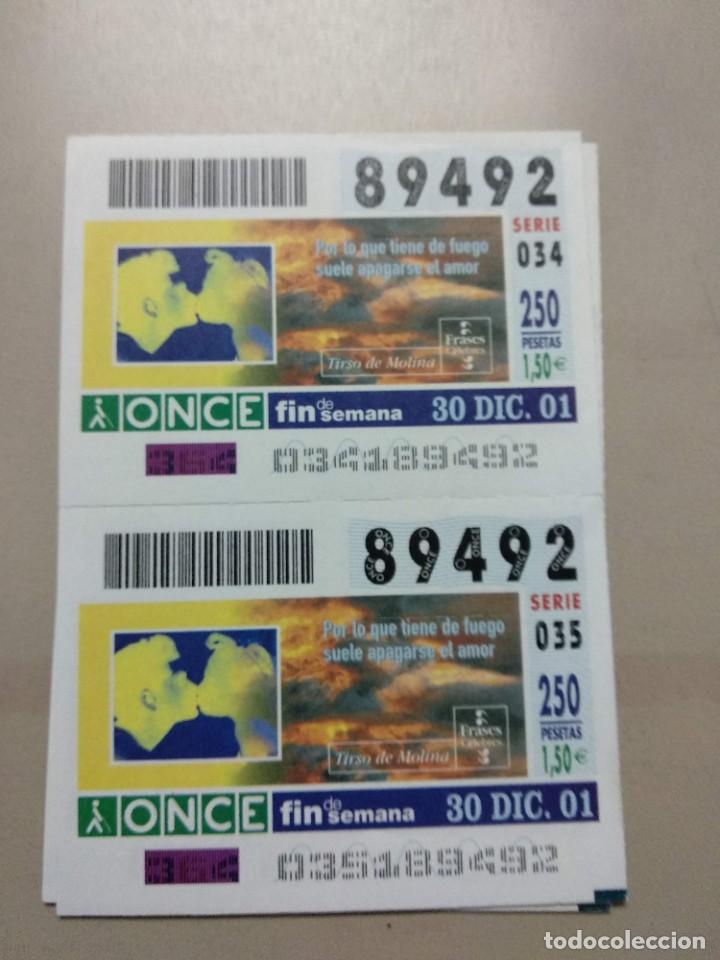 89492
SERIE
034
Por lo que tiene de fuego
suele apagarse el amor
250
PESETAS
1,50€
Frases
Célebres
Tirso de Molina
ONCE fin de semana 30 DIC. 01
364 034189492
89492
SERIE
035
Por lo que tiene de fuego
suele apagarse el amor
250
PESETAS
1,50€
Frases
Célebres
Tirso de Molina
ONCE fin de semana 30 DIC. 01
364 035189492
todocoleccion.net